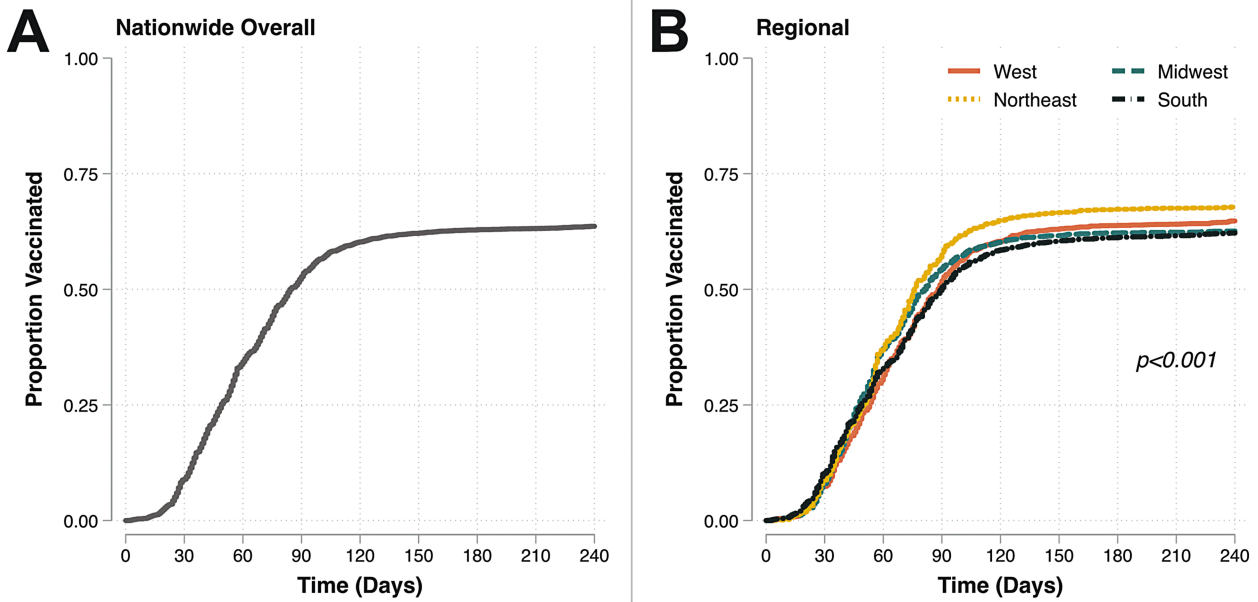 A
Nationwide Overall
1.00
0.75
0.50
0.25
0.00
Proportion Vaccinated
0 30 60 90 120 150 180 210 240
Time (Days)
B
Regional
West
Midwest
Northeast
South
1.00
0.75
0.50
0.25
0.00
Proportion Vaccinated
p<0.001
0 30 60 90 120 150 180 210 240
Time (Days)